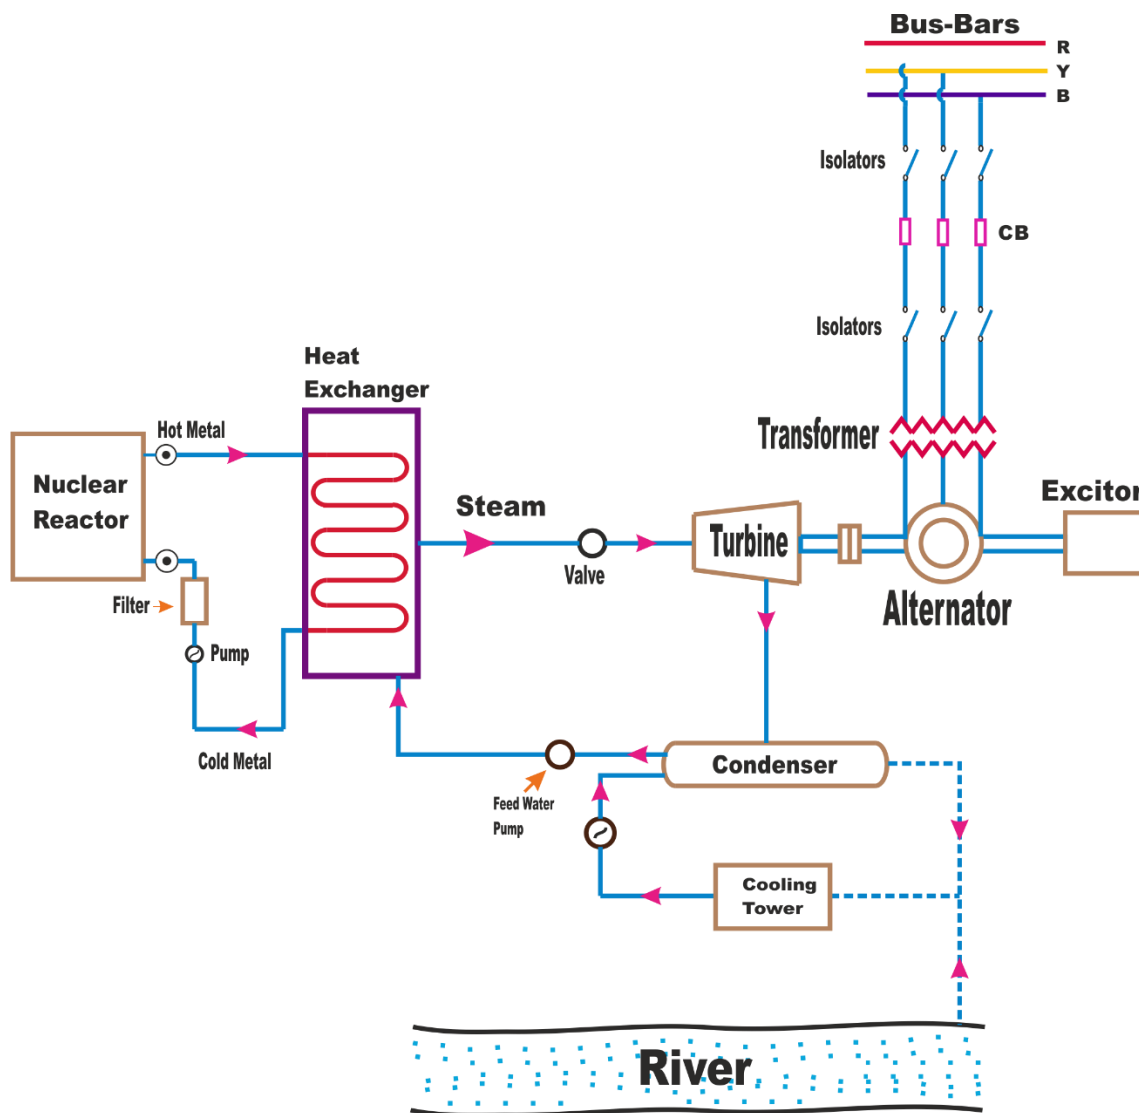 Bus-Bars
R
Y
B
Isolators
CB
Isolators
Heat
Exchanger
Hot Metal
Transformer
Nuclear
Reactor
Steam
Excitor
Turbine
Valve
Filter
Alternator
Pump
Cold Metal
Condenser
Feed Water
Pump
Cooling
Tower
River